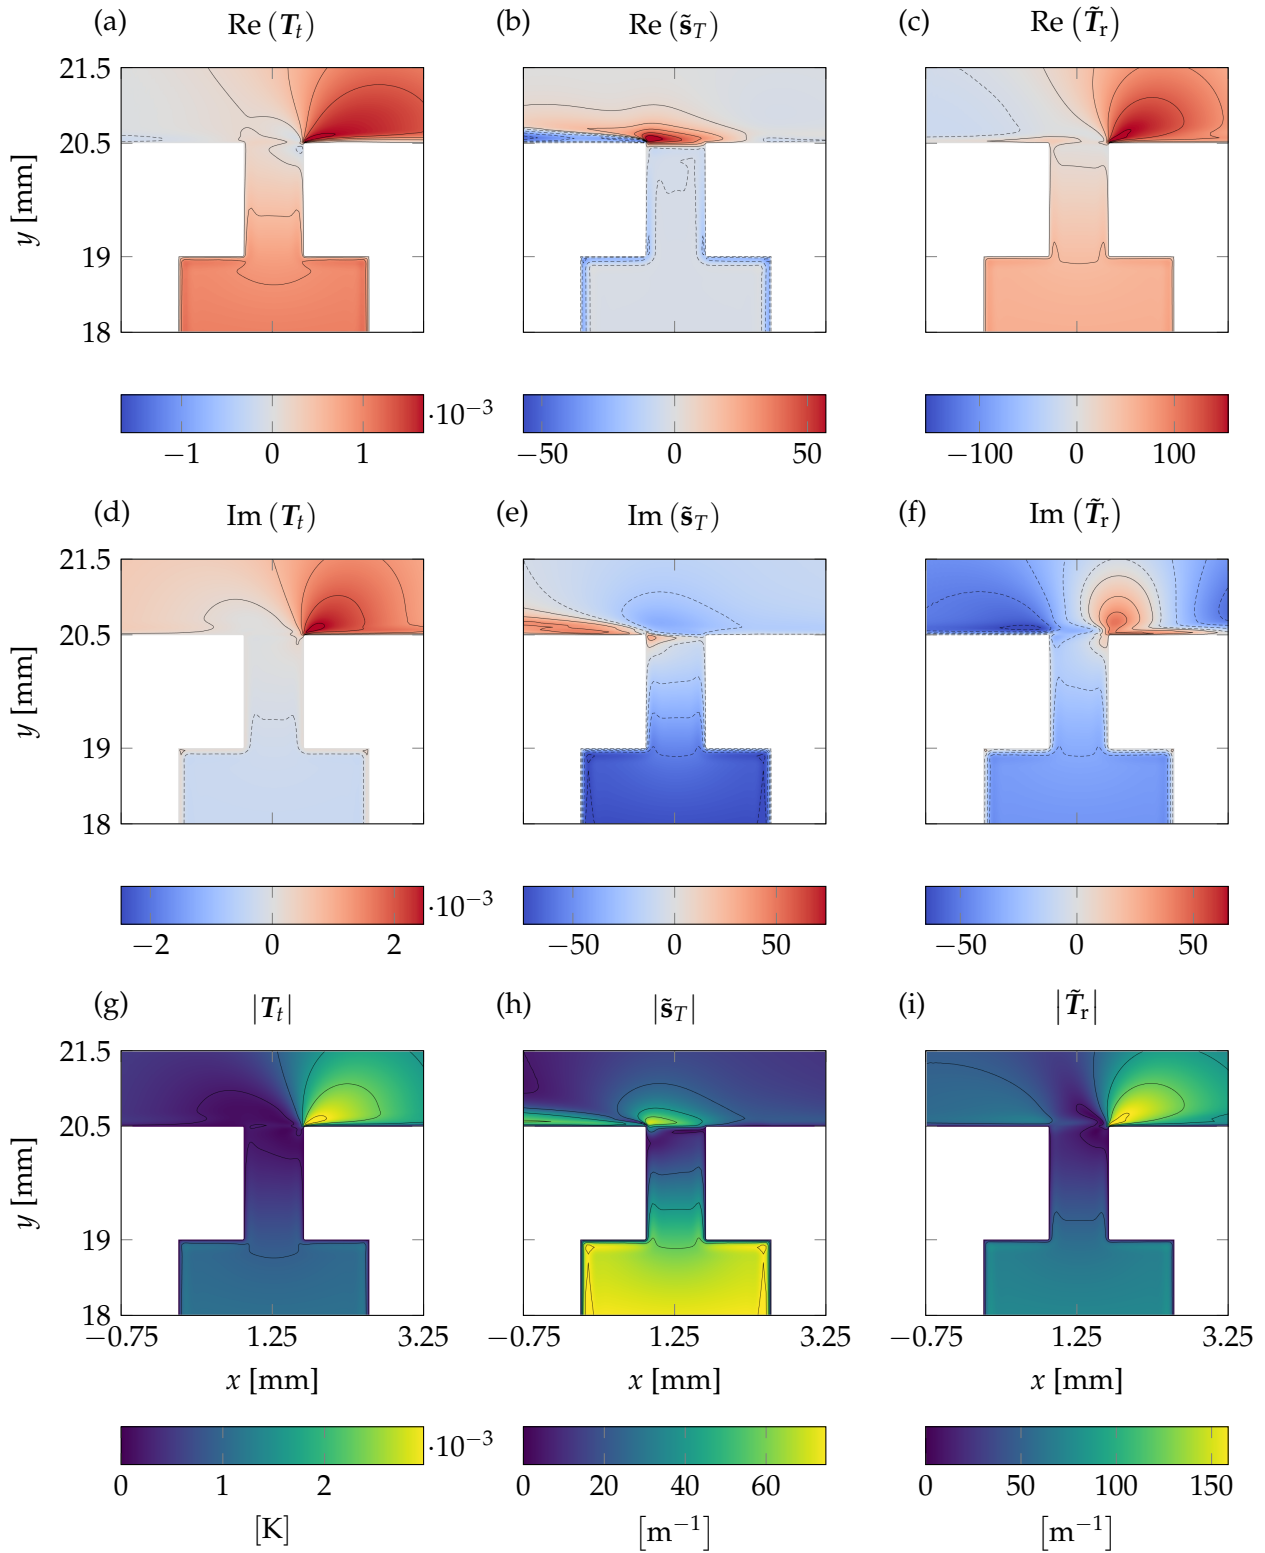 (a) Re (T_t) (b) Re (s̃_T) (c) Re (T̃_r)
21.5
20.5
y [mm]
19
18
·10⁻³
−1 0 1 −50 0 50 −100 0 100
(d) Im (T_t) (e) Im (s̃_T) (f) Im (T̃_r)
21.5
20.5
y [mm]
19
18
·10⁻³
−2 0 2 −50 0 50 −50 0 50
(g) |T_t| (h) |s̃_T| (i) |T̃_r|
21.5
20.5
y [mm]
19
18
−0.75 1.25 3.25 −0.75 1.25 3.25 −0.75 1.25 3.25
x [mm] x [mm] x [mm]
·10⁻³
0 1 2 0 20 40 60 0 50 100 150
[K] [m⁻¹] [m⁻¹]